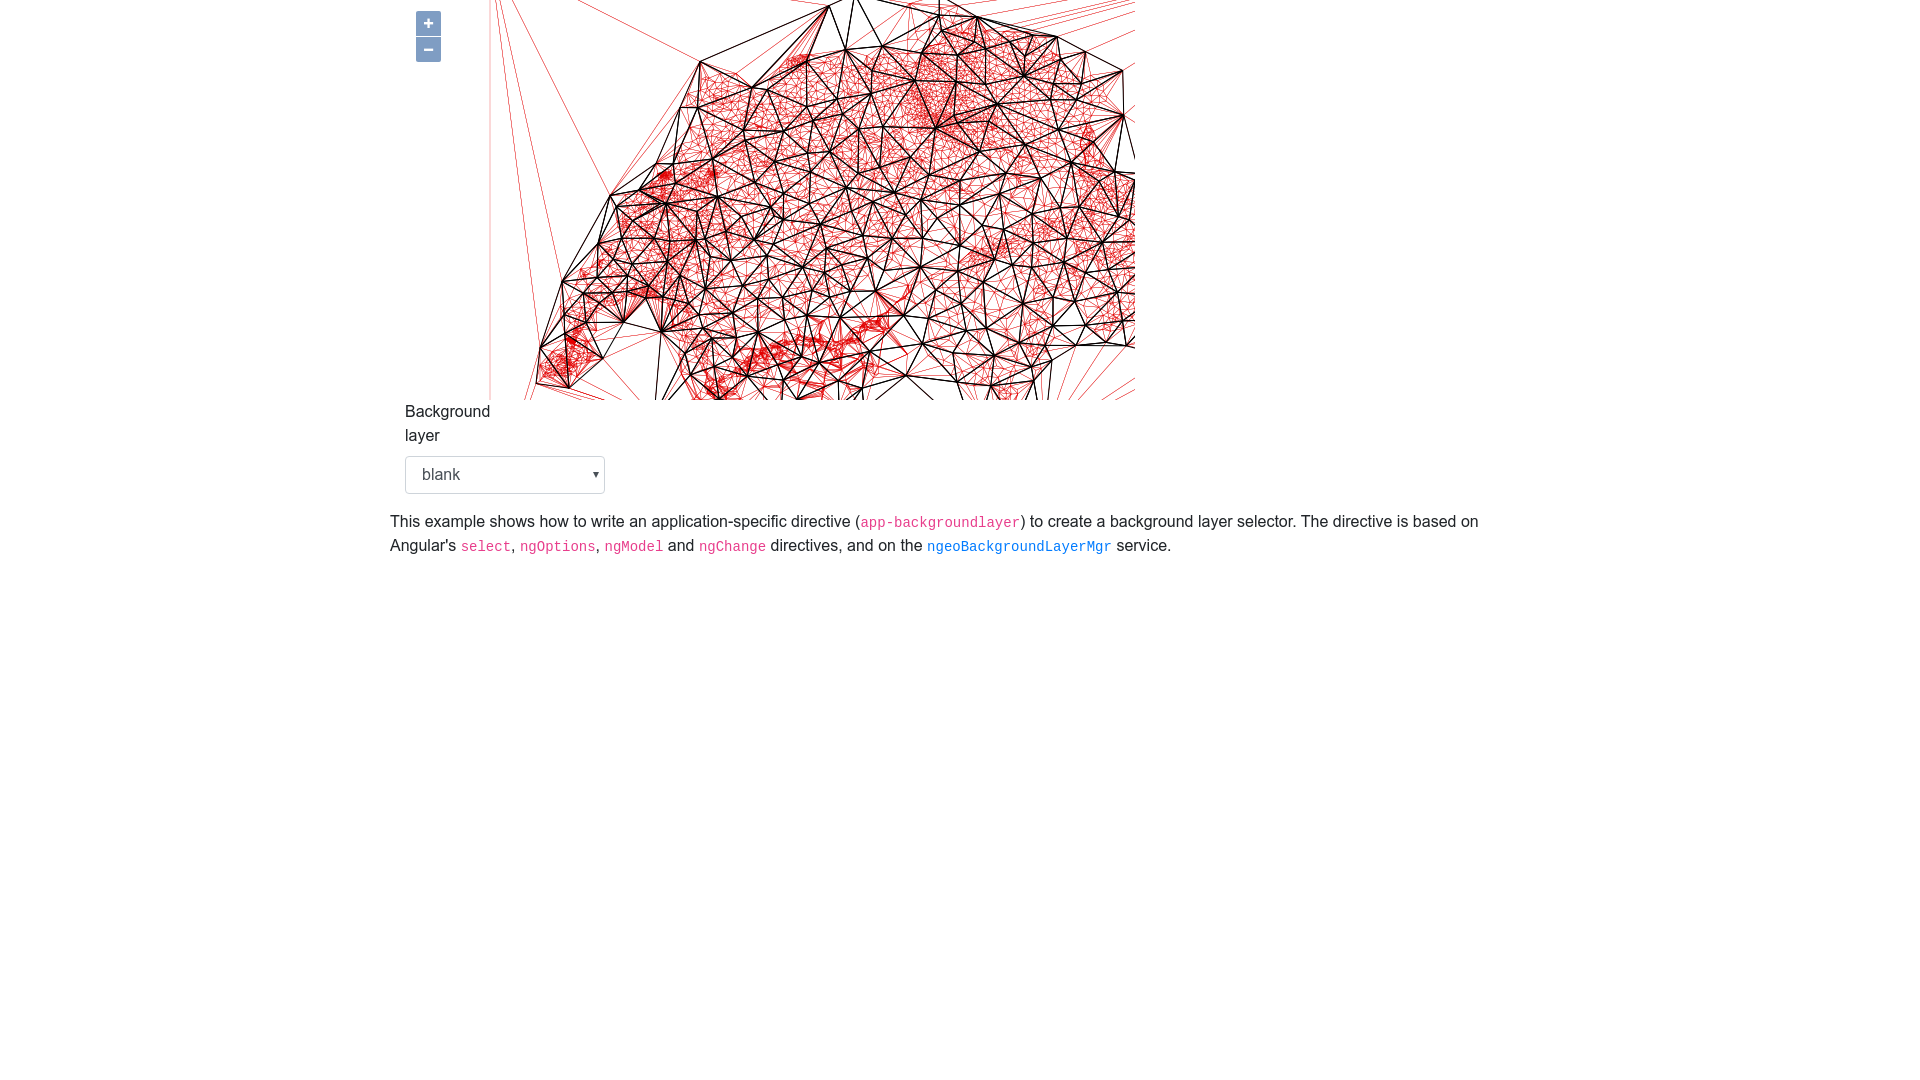 +
−
Background
layer
blank
This example shows how to write an application-specific directive (app-backgroundlayer) to create a background layer selector. The directive is based on
Angular's select, ngOptions, ngModel and ngChange directives, and on the ngeoBackgroundLayerMgr service.